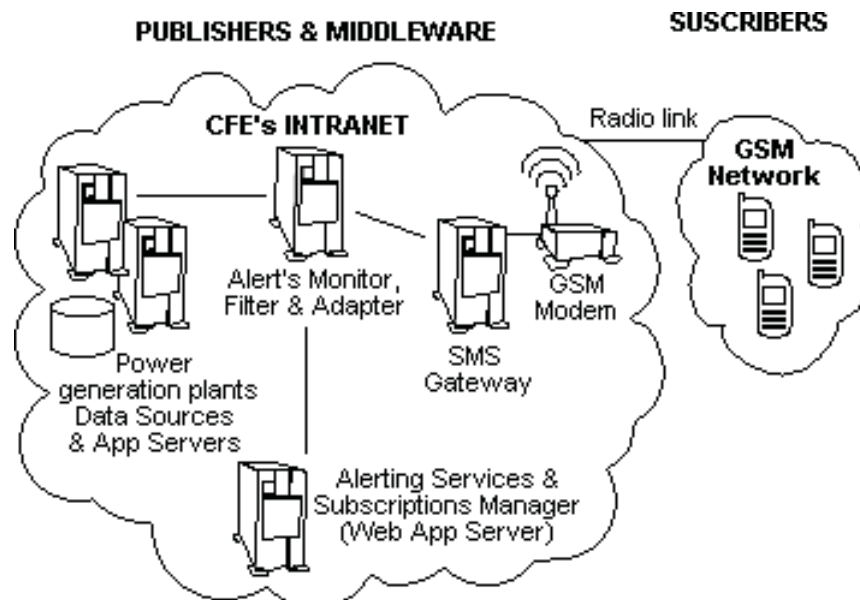 PUBLISHERS & MIDDLEWARE
SUSCRIBERS
CFE's INTRANET
Radio link
GSM
Network
Alert's Monitor,
Filter & Adapter
GSM
Modem
SMS
Gateway
Power
generation plants
Data Sources
& App Servers
Alerting Services &
Subscriptions Manager
(Web App Server)